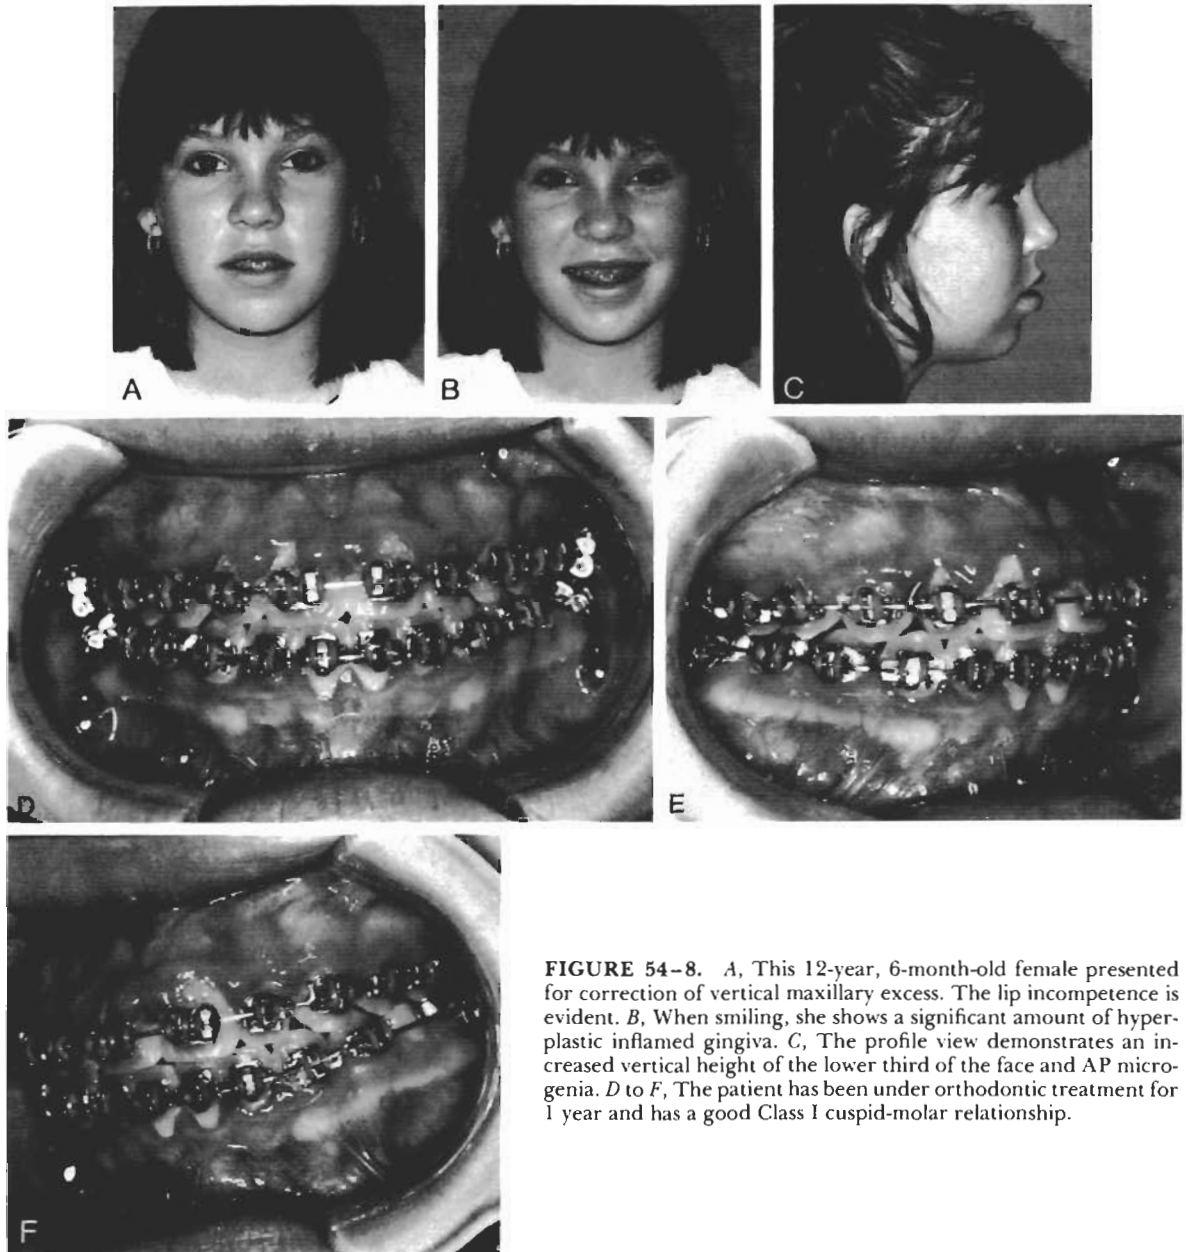 A
B
C
D
E
F
FIGURE 54–8. A, This 12-year, 6-month-old female presented
for correction of vertical maxillary excess. The lip incompetence is
evident. B, When smiling, she shows a significant amount of hyper-
plastic inflamed gingiva. C, The profile view demonstrates an in-
creased vertical height of the lower third of the face and AP micro-
genia. D to F, The patient has been under orthodontic treatment for
1 year and has a good Class I cuspid-molar relationship.